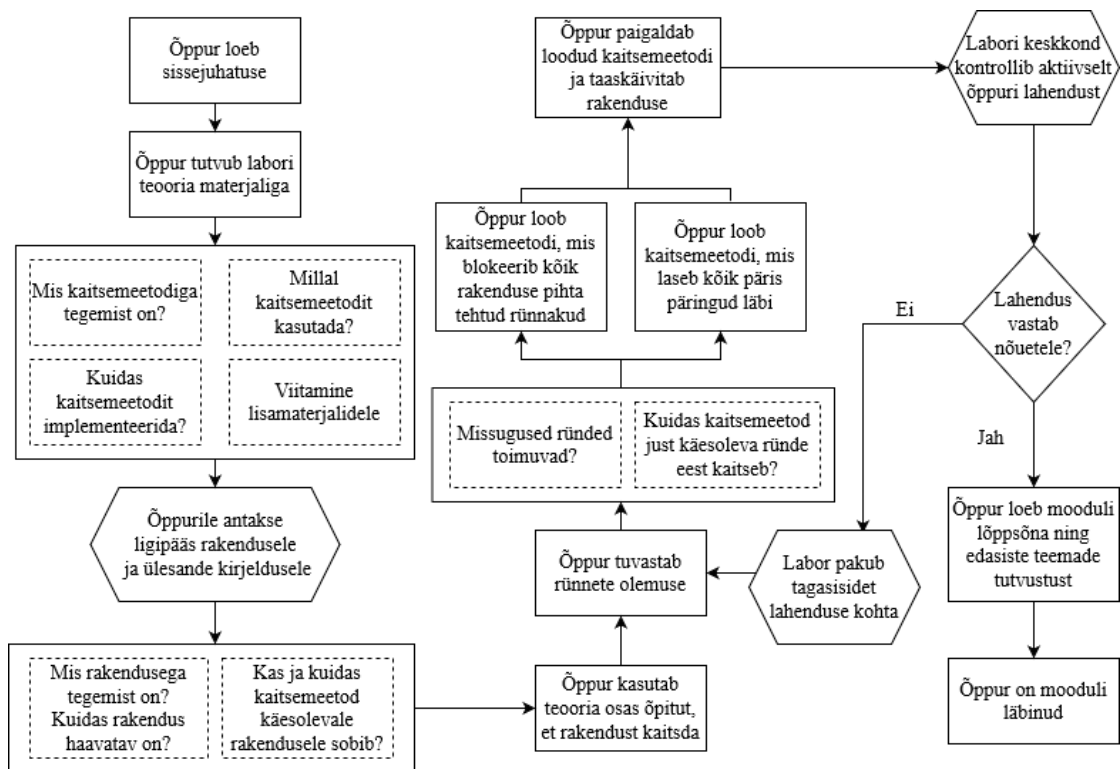 Õppur loeb
sissejuhatuse
Õppur tutvub labori
teooria materjaliga
Mis kaitsemeetodiga
tegemist on?
Millal
kaitsemeetodit
kasutada?
Kuidas
kaitsemeetodit
implementeerida?
Viitamine
lisamaterjalidele
Õppurile antakse
ligipääs rakendusele
ja ülesande kirjeldusele
Mis rakendusega
tegemist on?
Kuidas rakendus
haavatav on?
Kas ja kuidas
kaitsemeetod
käesolevale
rakendusele sobib?
Õppur kasutab
teooria osas õpitut,
et rakendust kaitsda
Õppur tuvastab
rünnete olemuse
Missugused ründed
toimuvad?
Kuidas kaitsemeetod
just käesoleva ründe
eest kaitseb?
Õppur loob
kaitsemeetodi, mis
blokeerib kõik
rakenduse pihta
tehtud rünnakud
Õppur loob
kaitsemeetodi, mis
laseb kõik päris
päringud läbi
Õppur paigaldab
loodud kaitsemeetodi
ja taaskäivitab
rakenduse
Labori keskkond
kontrollib aktiivselt
õppuri lahendust
Lahendus
vastab
nõuetele?
Ei
Labor pakub
tagasisidet
lahenduse kohta
Jah
Õppur loeb mooduli
lõppsõna ning
edasiste teemade
tutvustust
Õppur on mooduli
läbinud